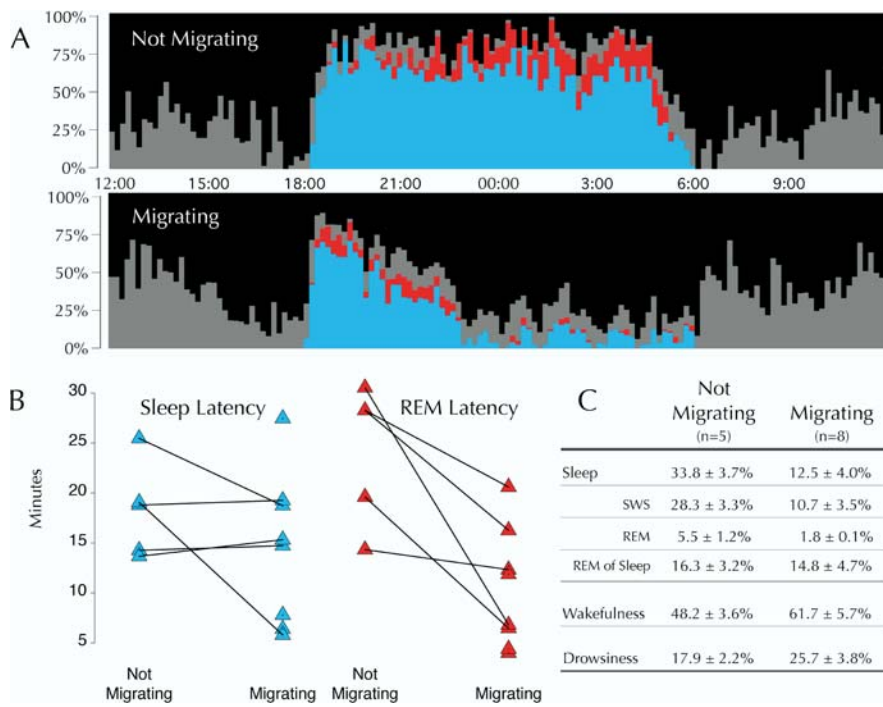 A
100%
Not Migrating
75%
50%
25%
0%
12:00 15:00 18:00 21:00 00:00 3:00 6:00 9:00
100%
Migrating
75%
50%
25%
0%
B
30
Sleep Latency REM Latency
25
20
Minutes
15
10
5
Not
Migrating
Migrating
Not
Migrating
Migrating
C
Not
Migrating Migrating
(n=5) (n=8)
Sleep 33.8 ± 3.7% 12.5 ± 4.0%
SWS 28.3 ± 3.3% 10.7 ± 3.5%
REM 5.5 ± 1.2% 1.8 ± 0.1%
REM of Sleep 16.3 ± 3.2% 14.8 ± 4.7%
Wakefulness 48.2 ± 3.6% 61.7 ± 5.7%
Drowsiness 17.9 ± 2.2% 25.7 ± 3.8%